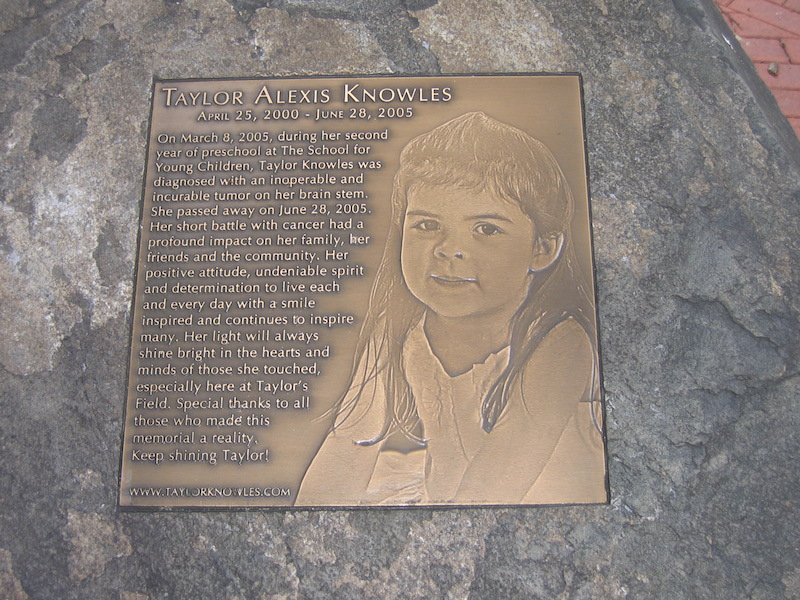 TAYLOR ALEXIS KNOWLES
APRIL 25, 2000 - JUNE 28, 2005
On March 8, 2005, during her second
year of preschool at The School for
Young Children, Taylor Knowles was
diagnosed with an inoperable and
incurable tumor on her brain stem.
She passed away on June 28, 2005.
Her short battle with cancer had a
profound impact on her family, her
friends and the community. Her
positive attitude, undeniable spirit
and determination to live each
and every day with a smile
inspired and continues to inspire
many. Her light will always
shine bright in the hearts and
minds of those she touched,
especially here at Taylor's
Field. Special thanks to all
those who made this
memorial a reality.
Keep shining Taylor!
WWW.TAYLORKNOWLES.COM